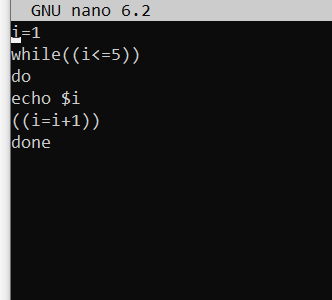 GNU nano 6.2
i=1
while((i<=5))
do
echo $i
((i=i+1))
done